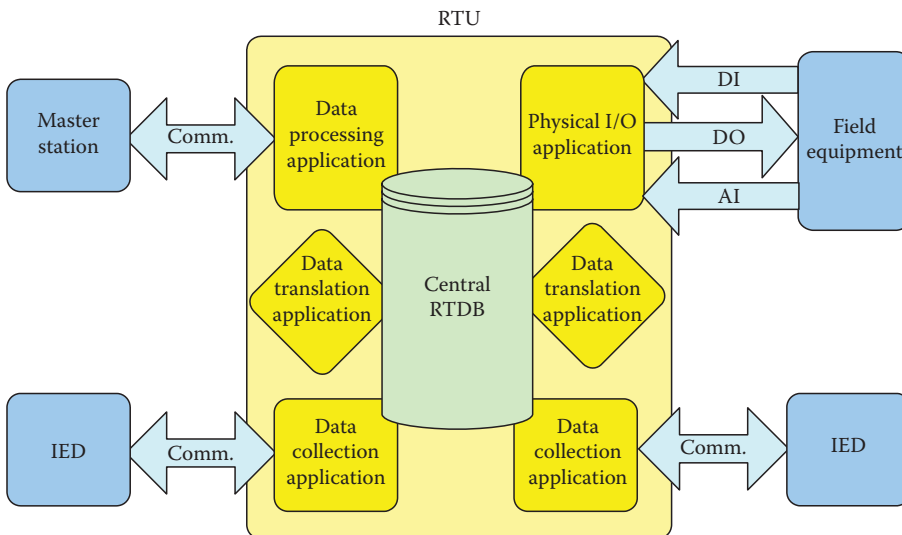 RTU
Master
station
Comm.
Data
processing
application
Physical I/O
application
DI
DO
AI
Field
equipment
Data
translation
application
Central
RTDB
Data
translation
application
IED
Comm.
Data
collection
application
Data
collection
application
Comm.
IED